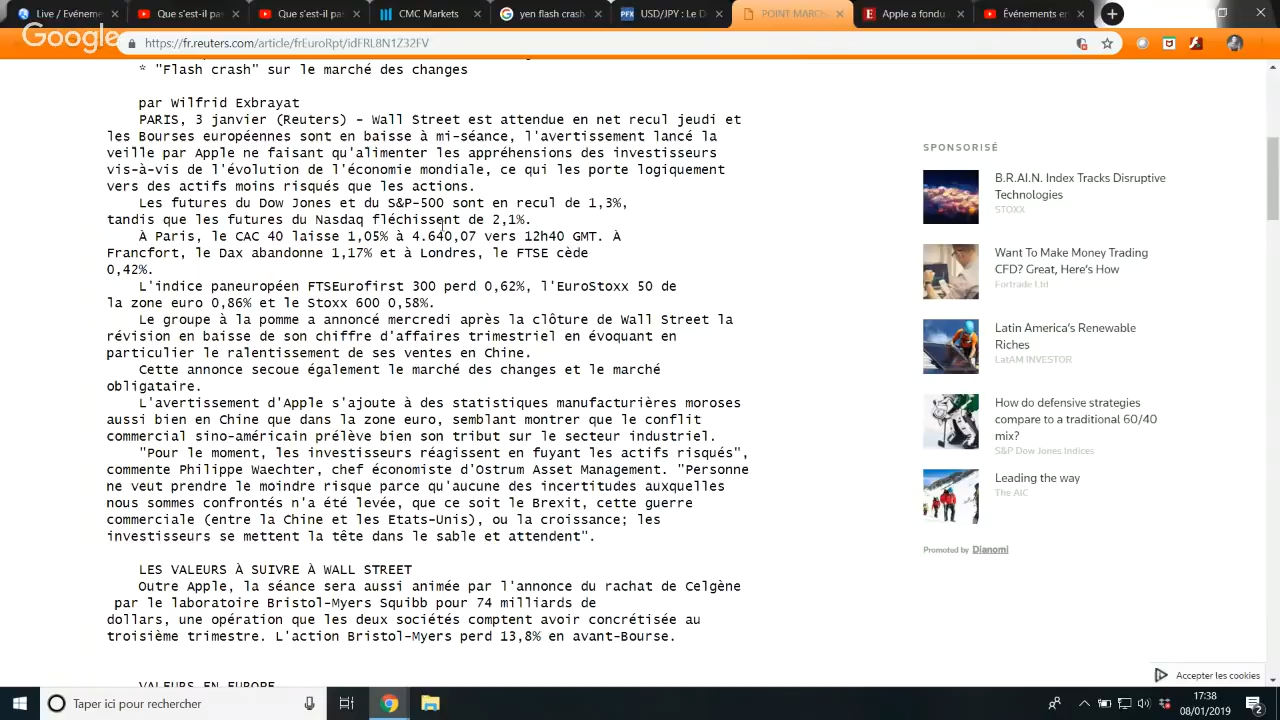 Live / Événemen
Qu's s'est-il pas
CMC Markets
yen flash crash
USD/JPY : Le D
POINT MARCH
Apple a fondu
Événements en
Google
https://fr.reuters.com/article/frEuroRpt/idFRL8N1Z32FV
* "Flash crash" sur le marché des changes
par Wilfrid Exbrayat
PARIS, 3 janvier (Reuters) - Wall Street est attendue en net recul jeudi et
les Bourses européennes sont en baisse à mi-séance, l'avertissement lancé la
veille par Apple ne faisant qu'alimenter les appréhensions des investisseurs
vis-à-vis de l'évolution de l'économie mondiale, ce qui les porte logiquement
vers des actifs moins risqués que les actions.
Les futures du Dow Jones et du S&P-500 sont en recul de 1,3%,
tandis que les futures du Nasdaq fléchissent de 2,1%.
À Paris, le CAC 40 laisse 1,05% à 4.640,07 vers 12h40 GMT. À
Francfort, le Dax abandonne 1,17% et à Londres, le FTSE cède
0,42%.
L'indice paneuropéen FTSEurofirst 300 perd 0,62%, l'EuroStoxx 50 de
la zone euro 0,86% et le Stoxx 600 0,58%.
Le groupe à la pomme a annoncé mercredi après la clôture de Wall Street la
révision en baisse de son chiffre d'affaires trimestriel en évoquant en
particulier le ralentissement de ses ventes en Chine.
Cette annonce secoue également le marché des changes et le marché
obligataire.
L'avertissement d'Apple s'ajoute à des statistiques manufacturières moroses
aussi bien en Chine que dans la zone euro, semblant montrer que le conflit
commercial sino-américain prélève bien son tribut sur le secteur industriel.
"Pour le moment, les investisseurs réagissent en fuyant les actifs risqués",
commente Philippe Waechter, chef économiste d'Ostrum Asset Management. "Personne
ne veut prendre le moindre risque parce qu'aucune des incertitudes auxquelles
nous sommes confrontés n'a été levée, que ce soit le Brexit, cette guerre
commerciale (entre la Chine et les Etats-Unis), ou la croissance; les
investisseurs se mettent la tête dans le sable et attendent".
LES VALEURS À SUIVRE À WALL STREET
Outre Apple, la séance sera aussi animée par l'annonce du rachat de Celgène
par le laboratoire Bristol-Myers Squibb pour 74 milliards de
dollars, une opération que les deux sociétés comptent avoir concrétisée au
troisième trimestre. L'action Bristol-Myers perd 13,8% en avant-Bourse.
VALEURS EN EUROPE
SPONSORISÉ
B.R.AI.N. Index Tracks Disruptive
Technologies
STOXX
Want To Make Money Trading
CFD? Great, Here's How
Fortrade Ltd
Latin America's Renewable
Riches
LatAM INVESTOR
How do defensive strategies
compare to a traditional 60/40
mix?
S&P Dow Jones Indices
Leading the way
The AIC
Promoted by Dianomi
Accepter les cookies
Taper ici pour rechercher
17:38
08/01/2019